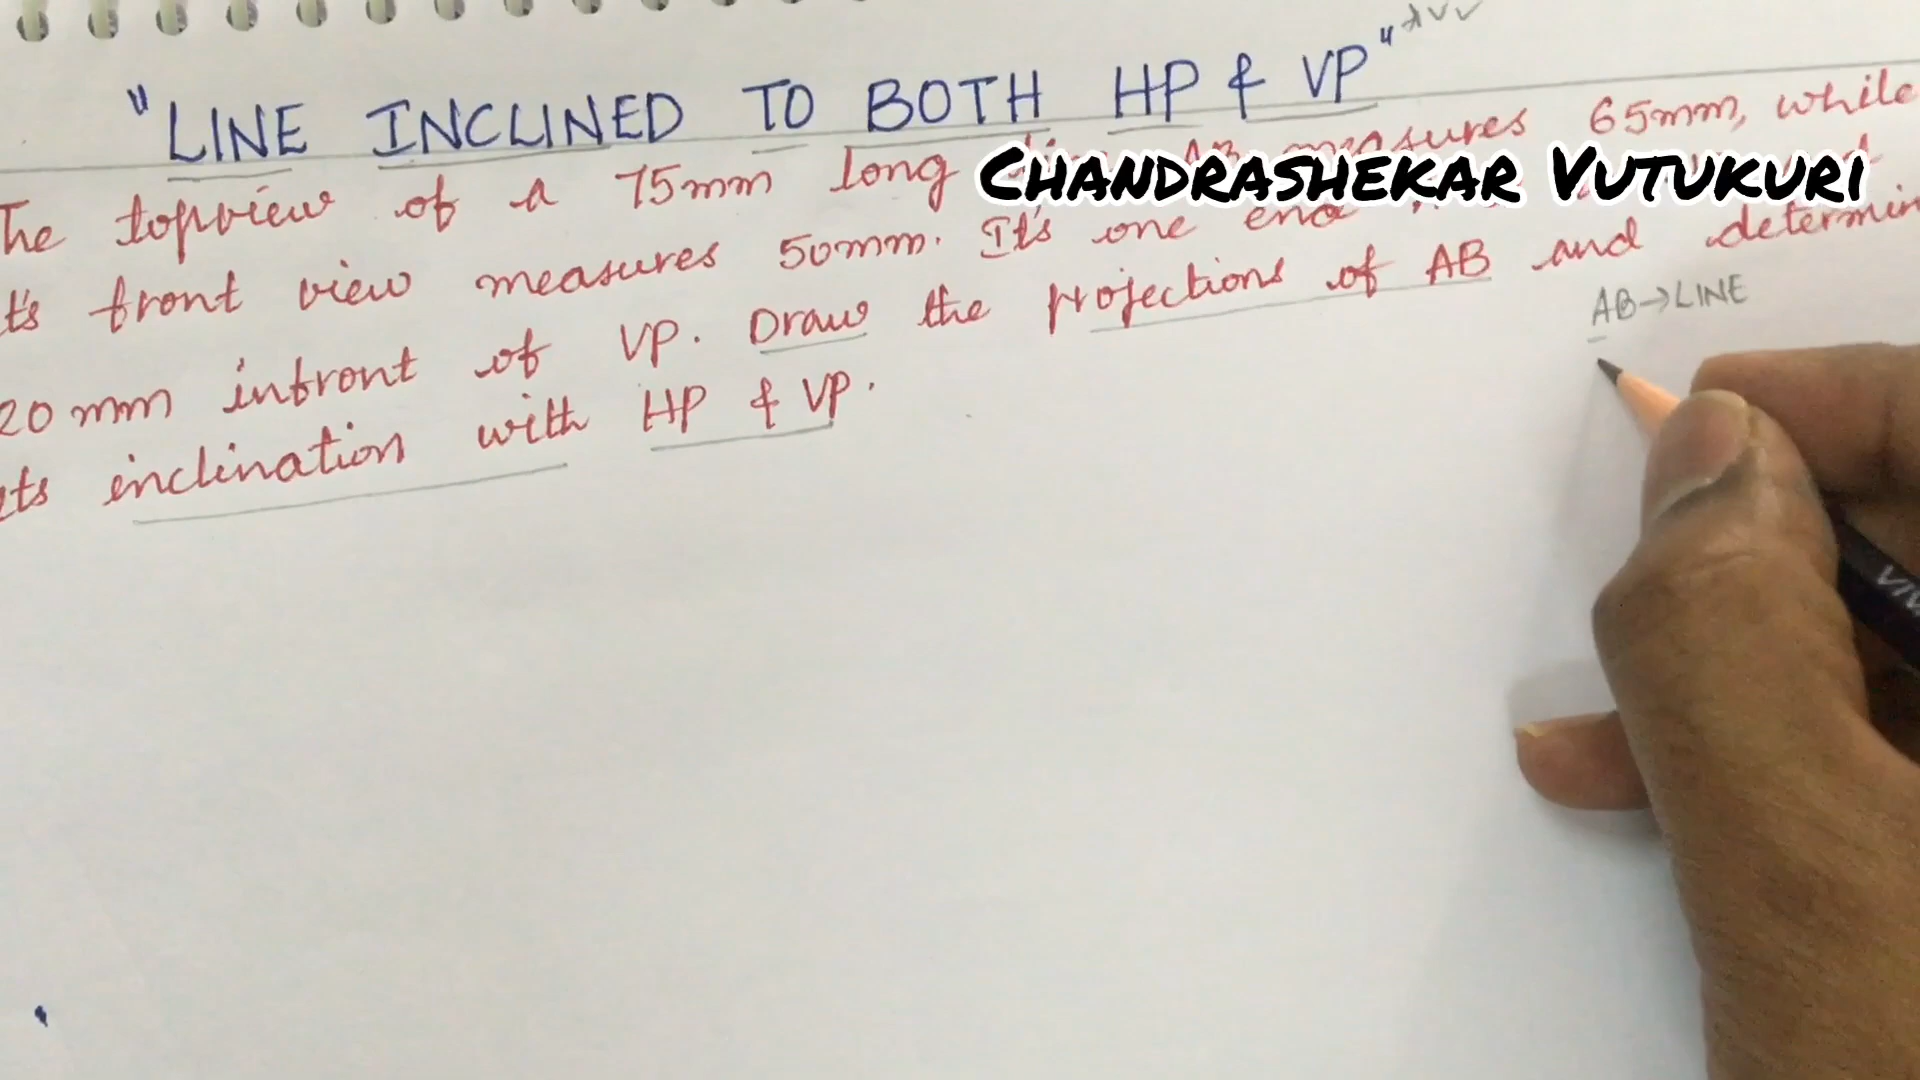 "LINE INCLINED TO BOTH HP & VP"
The topview of a 75mm long measures 65mm, while
It's front view measures 50mm. It's one end
20mm infront of VP. Draw the projections of AB and determin
its inclination with HP & VP.
CHANDRASHEKAR VUTUKURI
AB→LINE
VIV